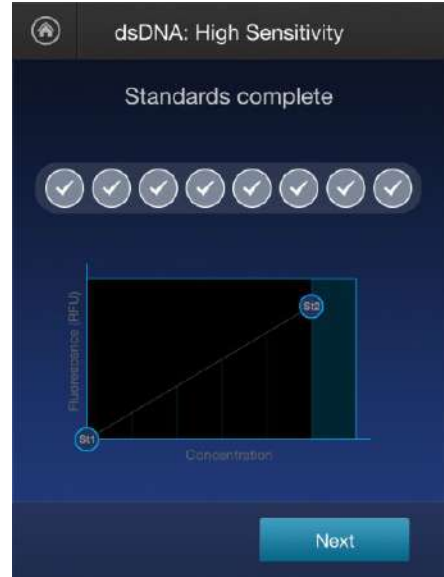 dsDNA: High Sensitivity
Standards complete
Fluorescence (RFU)
St2
St1
Concentration
Next